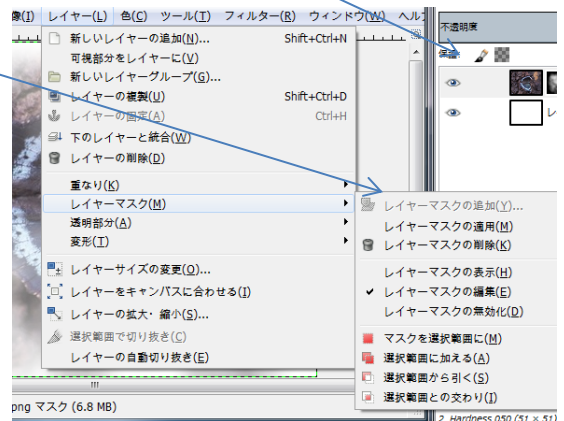 像(I) レイヤー(L) 色(C) ツール(T) フィルター(R) ウィンドウ(W) ヘル
新しいレイヤーの追加(N)... Shift+Ctrl+N
可視部分をレイヤーに(V)
新しいレイヤーグループ(G)...
レイヤーの複製(U) Shift+Ctrl+D
レイヤーの固定(A) Ctrl+H
下のレイヤーと統合(W)
レイヤーの削除(D)
重なり(K)
レイヤーマスク(M)
透明部分(A)
変形(T)
レイヤーサイズの変更(O)...
レイヤーをキャンバスに合わせる(I)
レイヤーの拡大・縮小(S)...
選択範囲で切り抜き(C)
レイヤーの自動切り抜き(E)
png マスク (6.8 MB)
不透明度
保護:
レ
レイヤーマスクの追加(Y)...
レイヤーマスクの適用(M)
レイヤーマスクの削除(K)
レイヤーマスクの表示(H)
レイヤーマスクの編集(E)
レイヤーマスクの無効化(D)
マスクを選択範囲に(M)
選択範囲に加える(A)
選択範囲から引く(S)
選択範囲との交わり(I)
2. Hardness 050 (51 × 51)